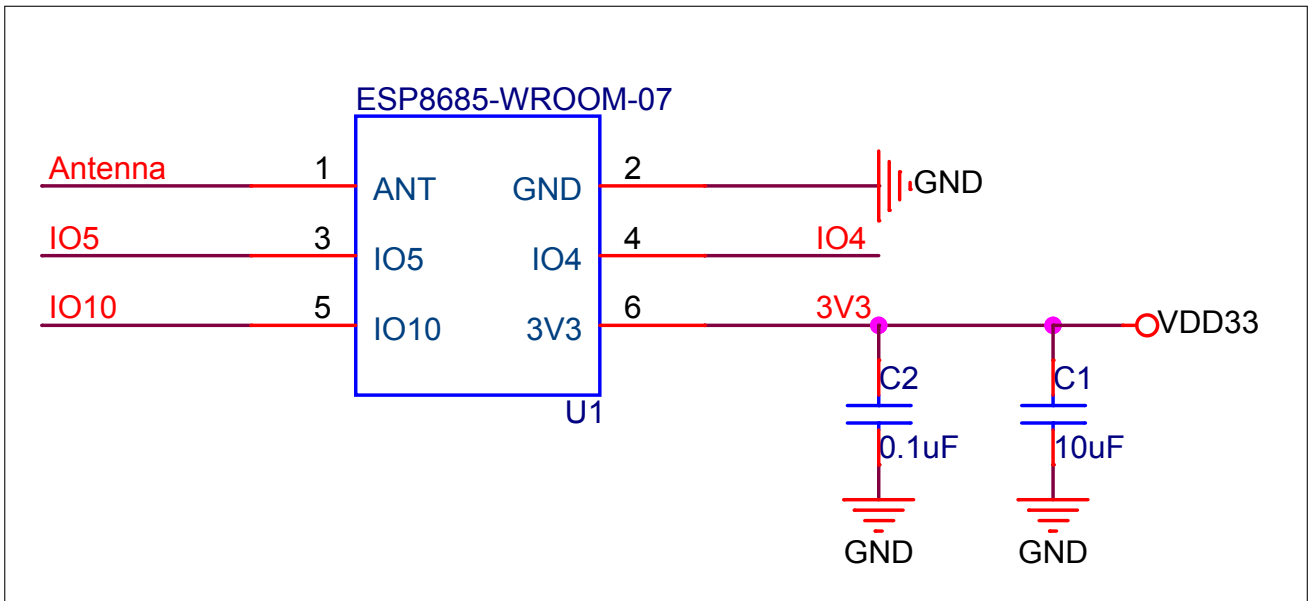 ESP8685-WROOM-07
Antenna 1 ANT GND 2 GND
IO5 3 IO5 IO4 4 IO4
IO10 5 IO10 3V3 6 3V3 VDD33
U1
C2 C1
0.1uF 10uF
GND GND